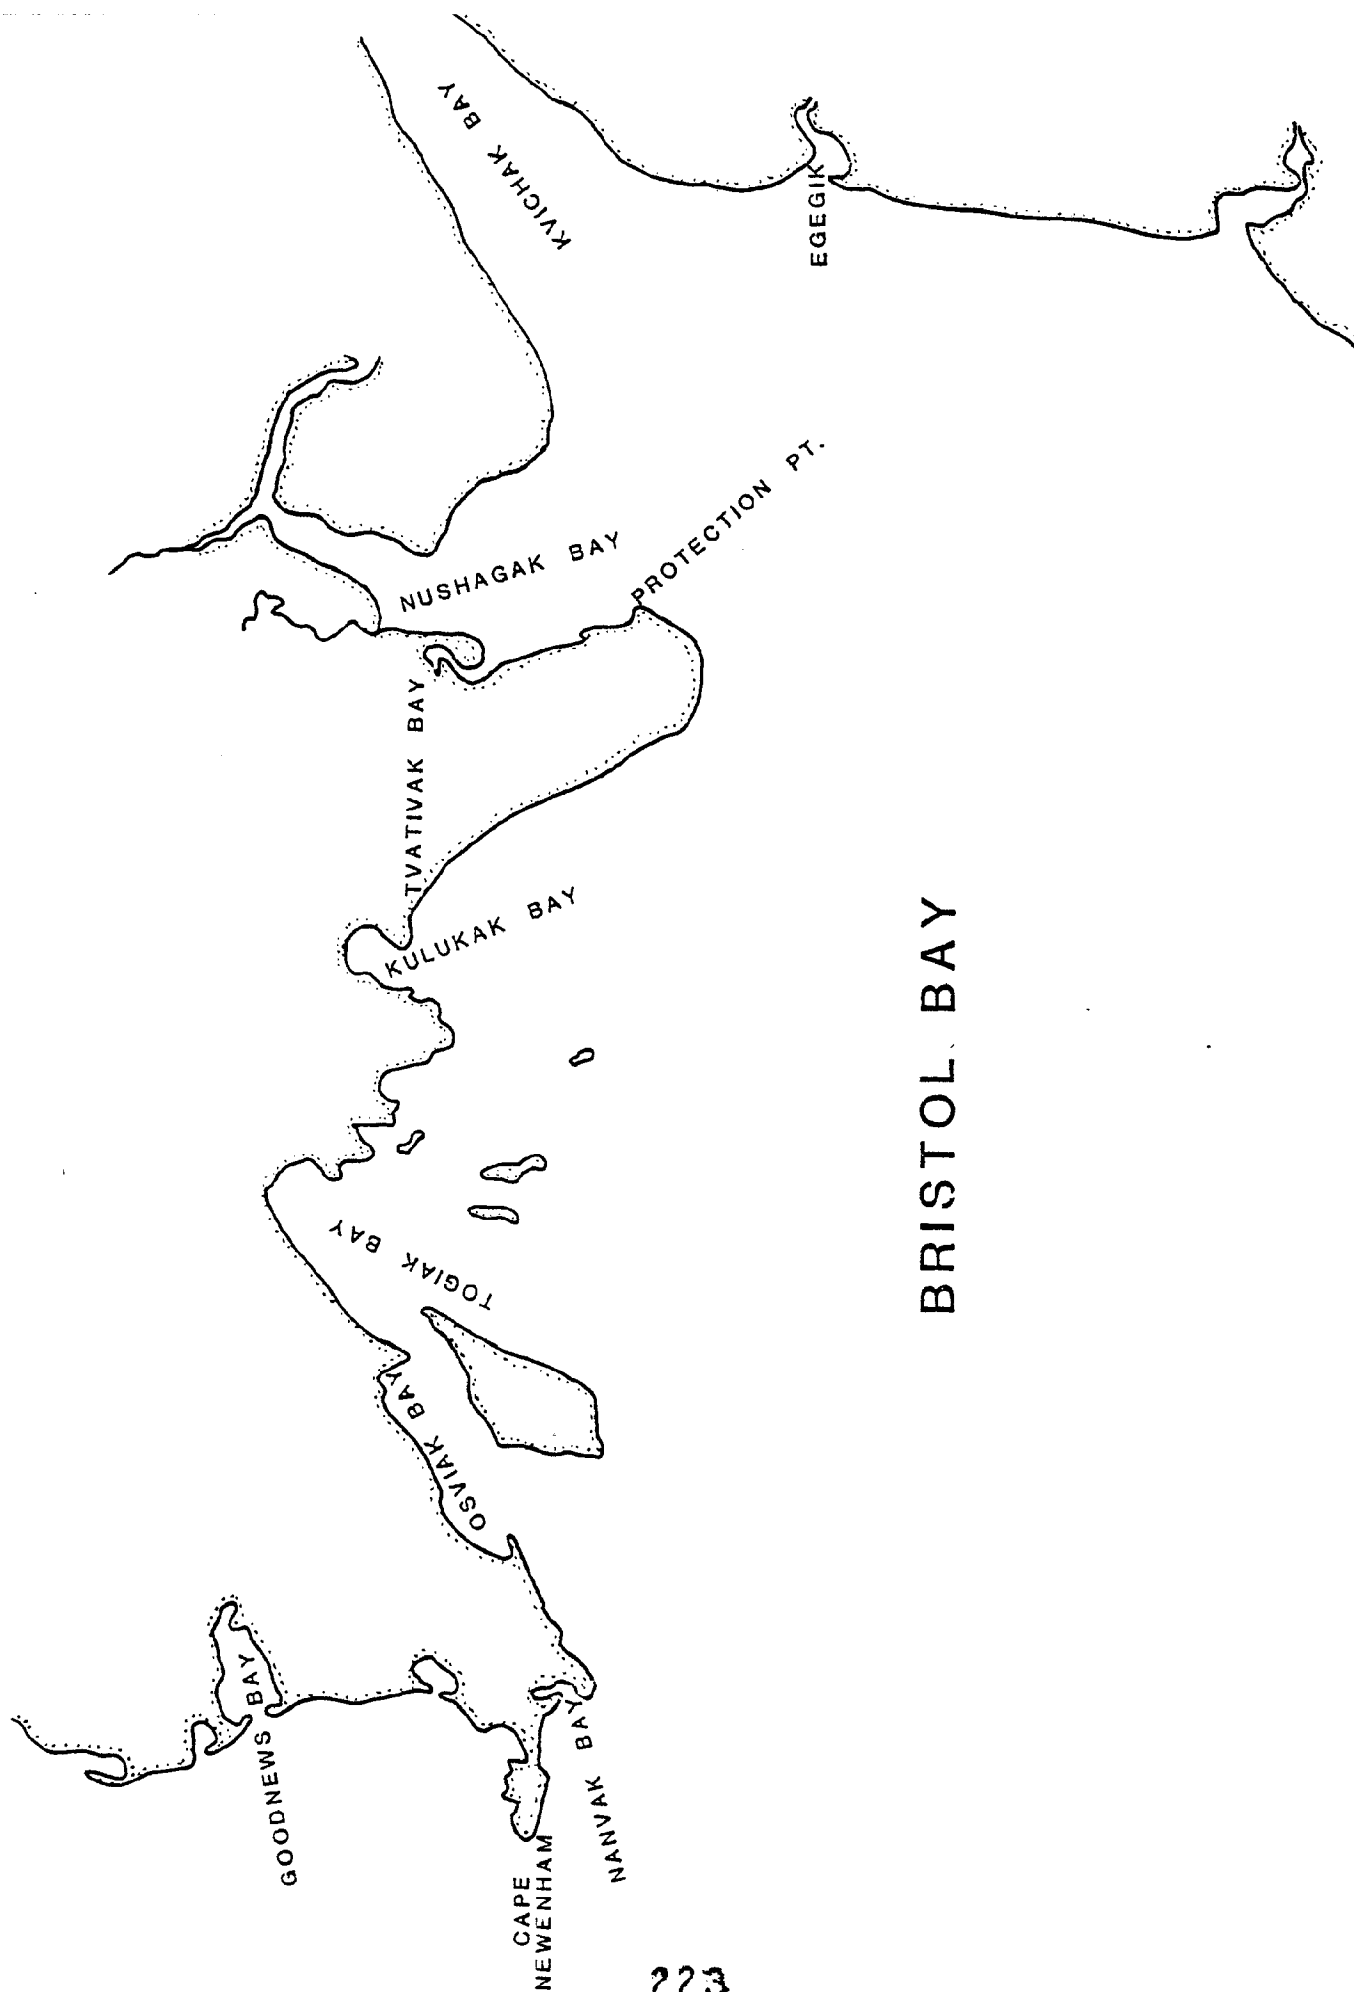 KVICHAK BAY
EGEGIK
NUSHAGAK BAY
PROTECTION PT.
TVATIVAK BAY
KULUKAK BAY
BRISTOL BAY
TOGIAK BAY
OSVIAK BAY
GOODNEWS BAY
NANVAK BAY
CAPE
NEWENHAM
223